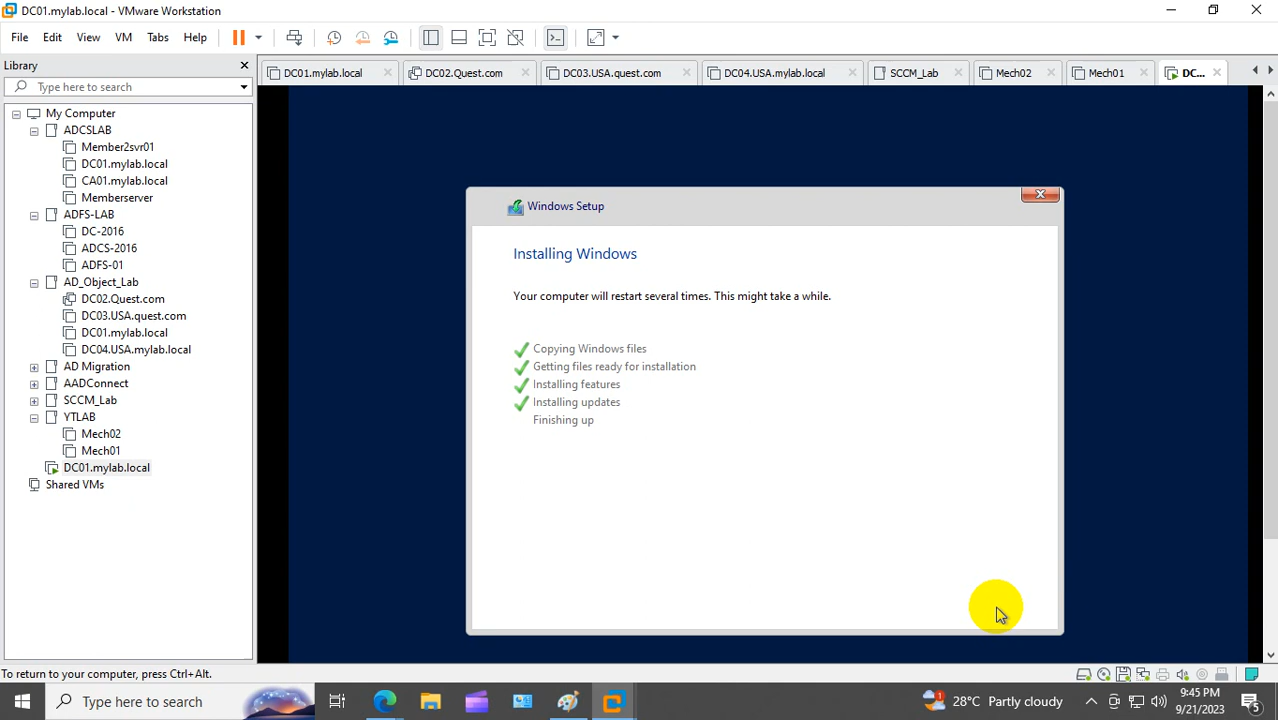 DC01.mylab.local - VMware Workstation
File Edit View VM Tabs Help
Library
Type here to search
My Computer
ADCSLAB
Member2svr01
DC01.mylab.local
CA01.mylab.local
Memberserver
ADFS-LAB
DC-2016
ADCS-2016
ADFS-01
AD_Object_Lab
DC02.Quest.com
DC03.USA.quest.com
DC01.mylab.local
DC04.USA.mylab.local
AD Migration
AADConnect
SCCM_Lab
YTLAB
Mech02
Mech01
DC01.mylab.local
Shared VMs
DC01.mylab.local DC02.Quest.com DC03.USA.quest.com DC04.USA.mylab.local SCCM_Lab Mech02 Mech01 DC...
Windows Setup
Installing Windows
Your computer will restart several times. This might take a while.
Copying Windows files
Getting files ready for installation
Installing features
Installing updates
Finishing up
To return to your computer, press Ctrl+Alt.
Type here to search
1
28°C Partly cloudy
9:45 PM
9/21/2023
5